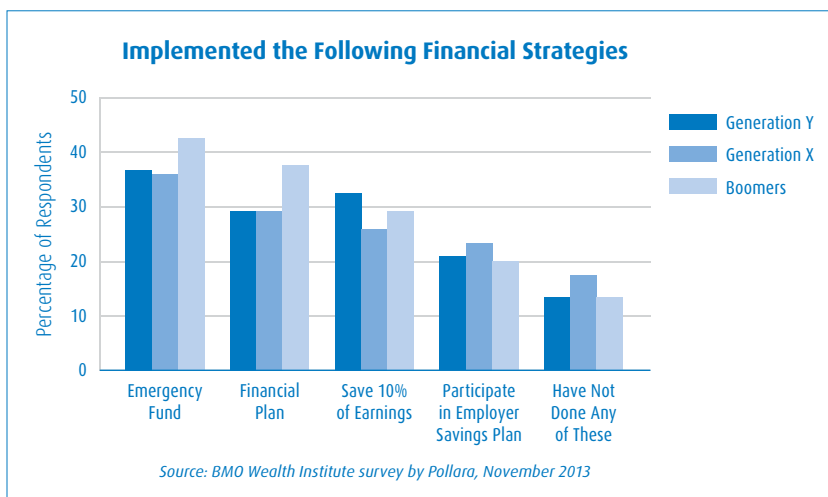 Implemented the Following Financial Strategies
50
40
30
20
10
0
Percentage of Respondents
Generation Y
Generation X
Boomers
Emergency
Fund
Financial
Plan
Save 10%
of Earnings
Participate
in Employer
Savings Plan
Have Not
Done Any
of These
Source: BMO Wealth Institute survey by Pollara, November 2013